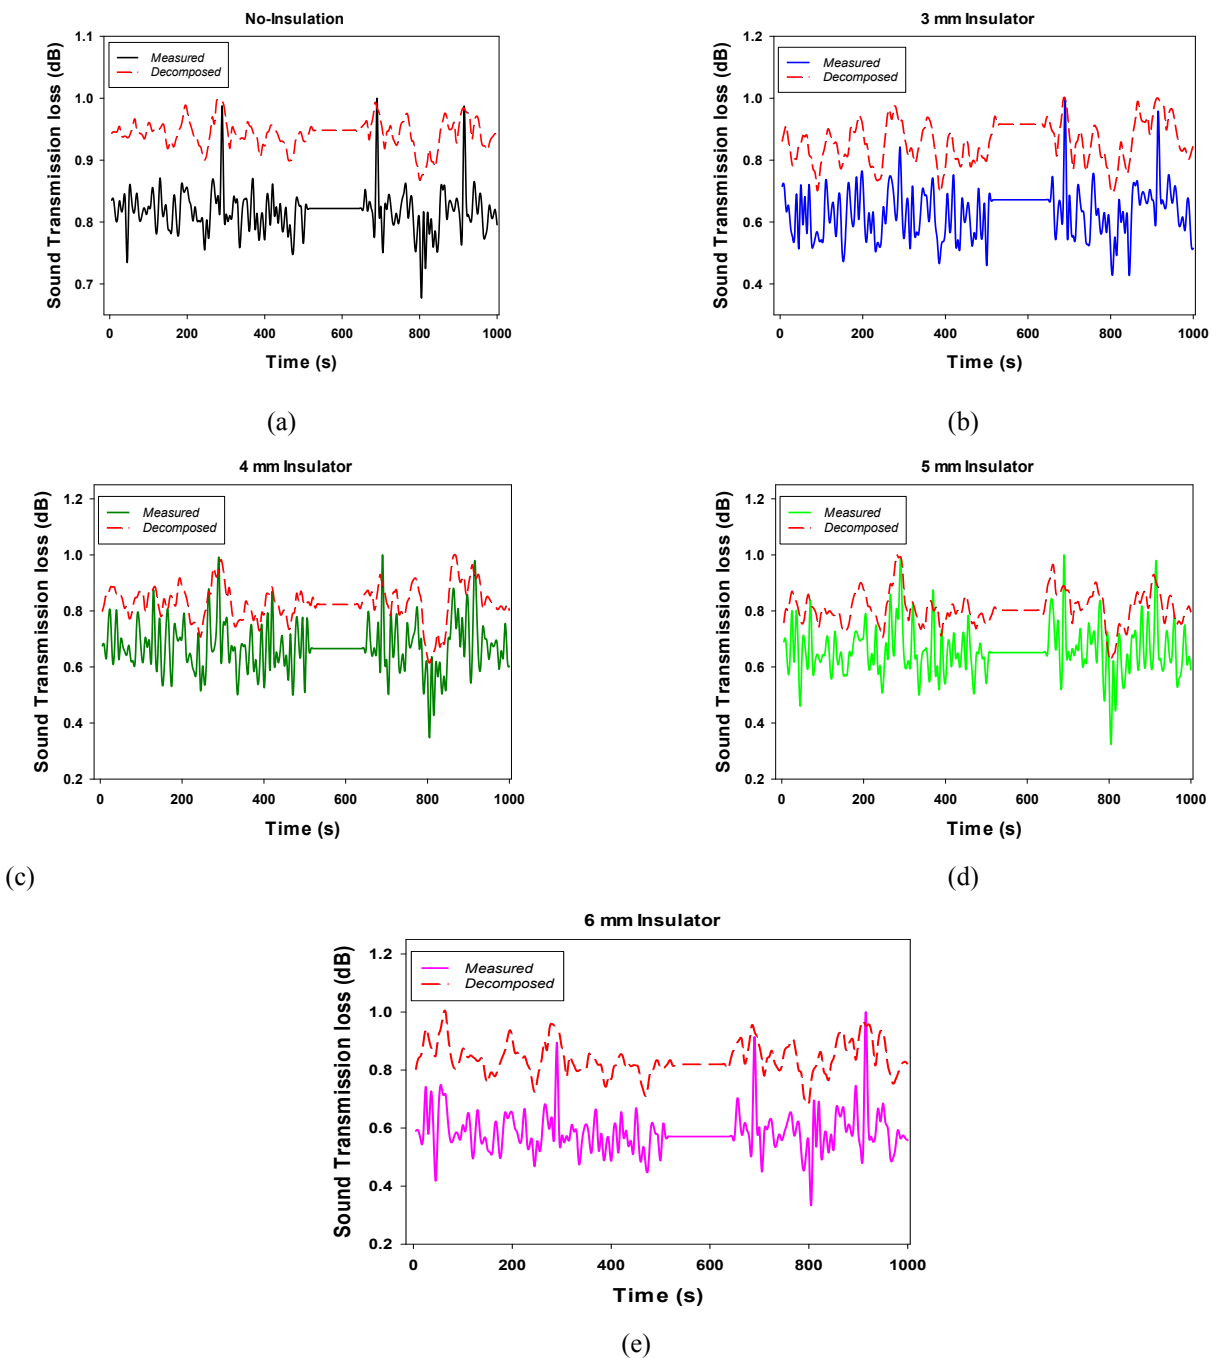 No-Insulation
Sound Transmission loss (dB)
1.1
1.0
0.9
0.8
0.7
Measured
Decomposed
0 200 400 600 800 1000
Time (s)
(a)
3 mm Insulator
Sound Transmission loss (dB)
1.2
1.0
0.8
0.6
0.4
Measured
Decomposed
0 200 400 600 800 1000
Time (s)
(b)
4 mm Insulator
Sound Transmission loss (dB)
1.2
1.0
0.8
0.6
0.4
0.2
Measured
Decomposed
0 200 400 600 800 1000
Time (s)
(c)
5 mm Insulator
Sound Transmission loss (dB)
1.2
1.0
0.8
0.6
0.4
0.2
Measured
Decomposed
0 200 400 600 800 1000
Time (s)
(d)
6 mm Insulator
Sound Transmission loss (dB)
1.2
1.0
0.8
0.6
0.4
0.2
Measured
Decomposed
0 200 400 600 800 1000
Time (s)
(e)